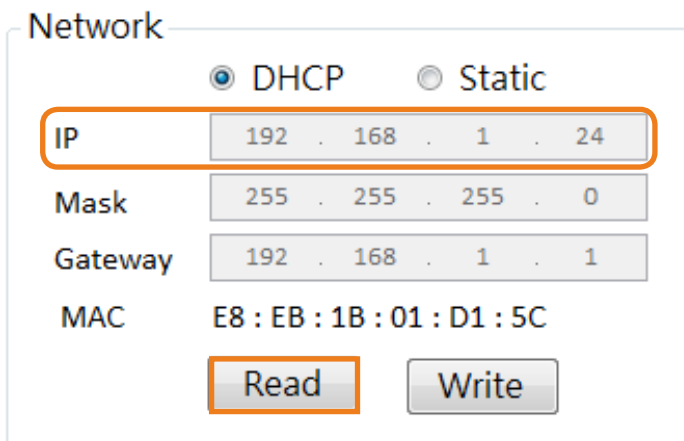 Network
DHCP Static
IP 192 . 168 . 1 . 24
Mask 255 . 255 . 255 . 0
Gateway 192 . 168 . 1 . 1
MAC E8 : EB : 1B : 01 : D1 : 5C
Read Write